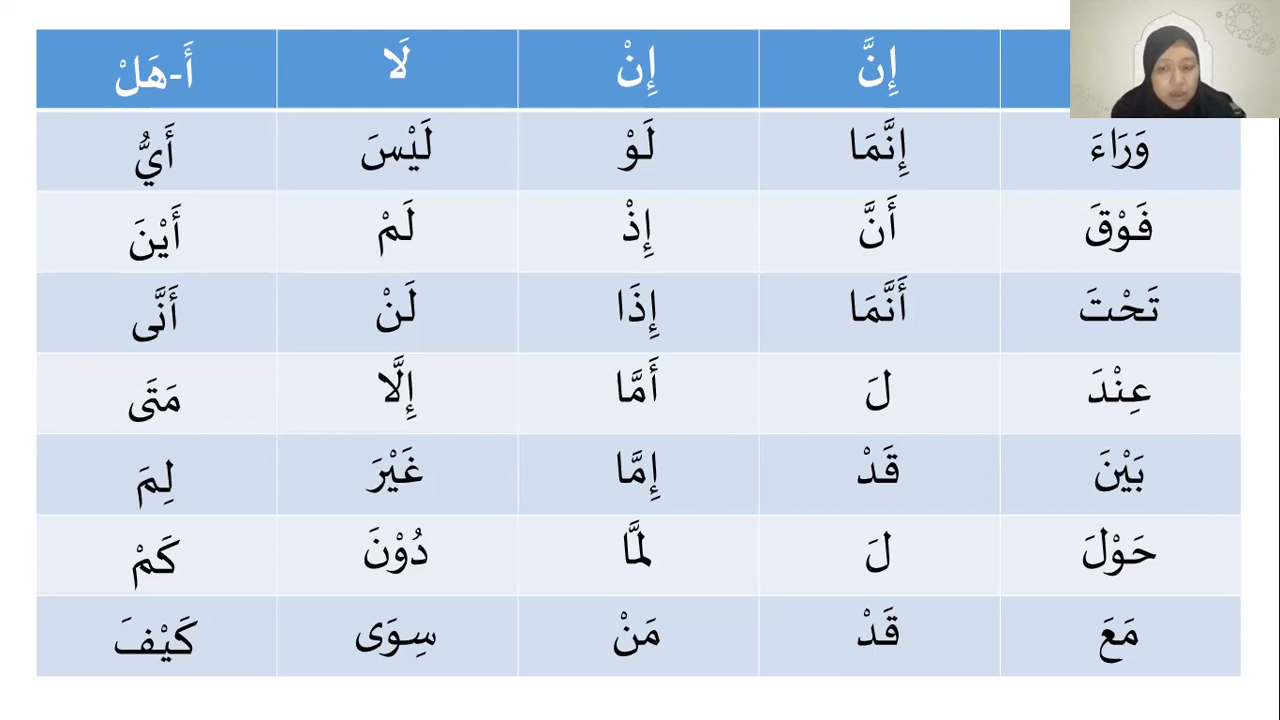 إِنَّ إِنْ لَا أَ-هَلْ
وَرَاءَ إِنَّمَا لَوْ لَيْسَ أَيُّ
فَوْقَ أَنَّ إِذْ لَمْ أَيْنَ
تَحْتَ أَنَّمَا إِذَا لَنْ أَنَّى
عِنْدَ لَ أَمَّا إِلَّا مَتَى
بَيْنَ قَدْ إِمَّا غَيْرَ لِمَ
حَوْلَ لَ لَمَّا دُوْنَ كَمْ
مَعَ قَدْ مَنْ سِوَى كَيْفَ